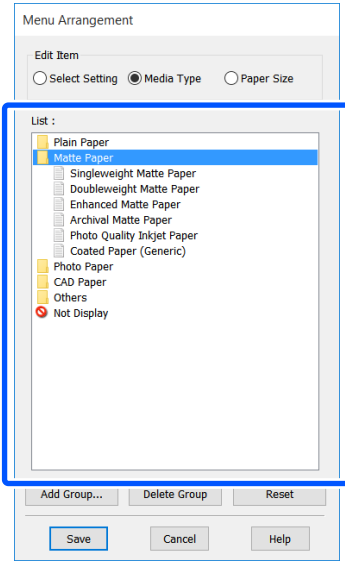 Menu Arrangement
Edit Item
Select Setting Media Type Paper Size
List :
Plain Paper
Matte Paper
Singleweight Matte Paper
Doubleweight Matte Paper
Enhanced Matte Paper
Archival Matte Paper
Photo Quality Inkjet Paper
Coated Paper (Generic)
Photo Paper
CAD Paper
Others
Not Display
Add Group... Delete Group Reset
Save Cancel Help